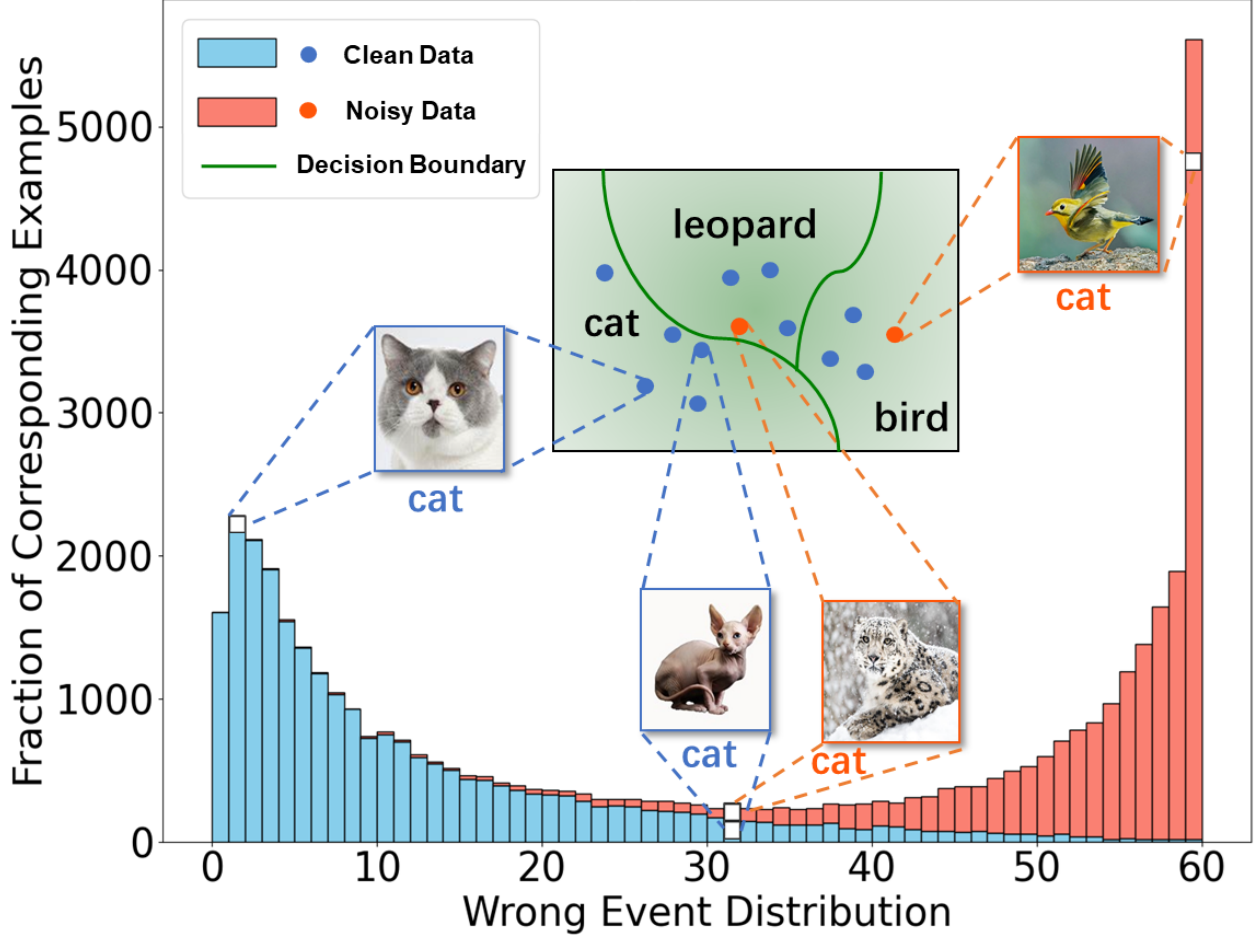 Clean Data
Noisy Data
Decision Boundary
Fraction of Corresponding Examples
5000
4000
3000
2000
1000
0
leopard
cat
bird
cat
cat
cat
cat
0 10 20 30 40 50 60
Wrong Event Distribution